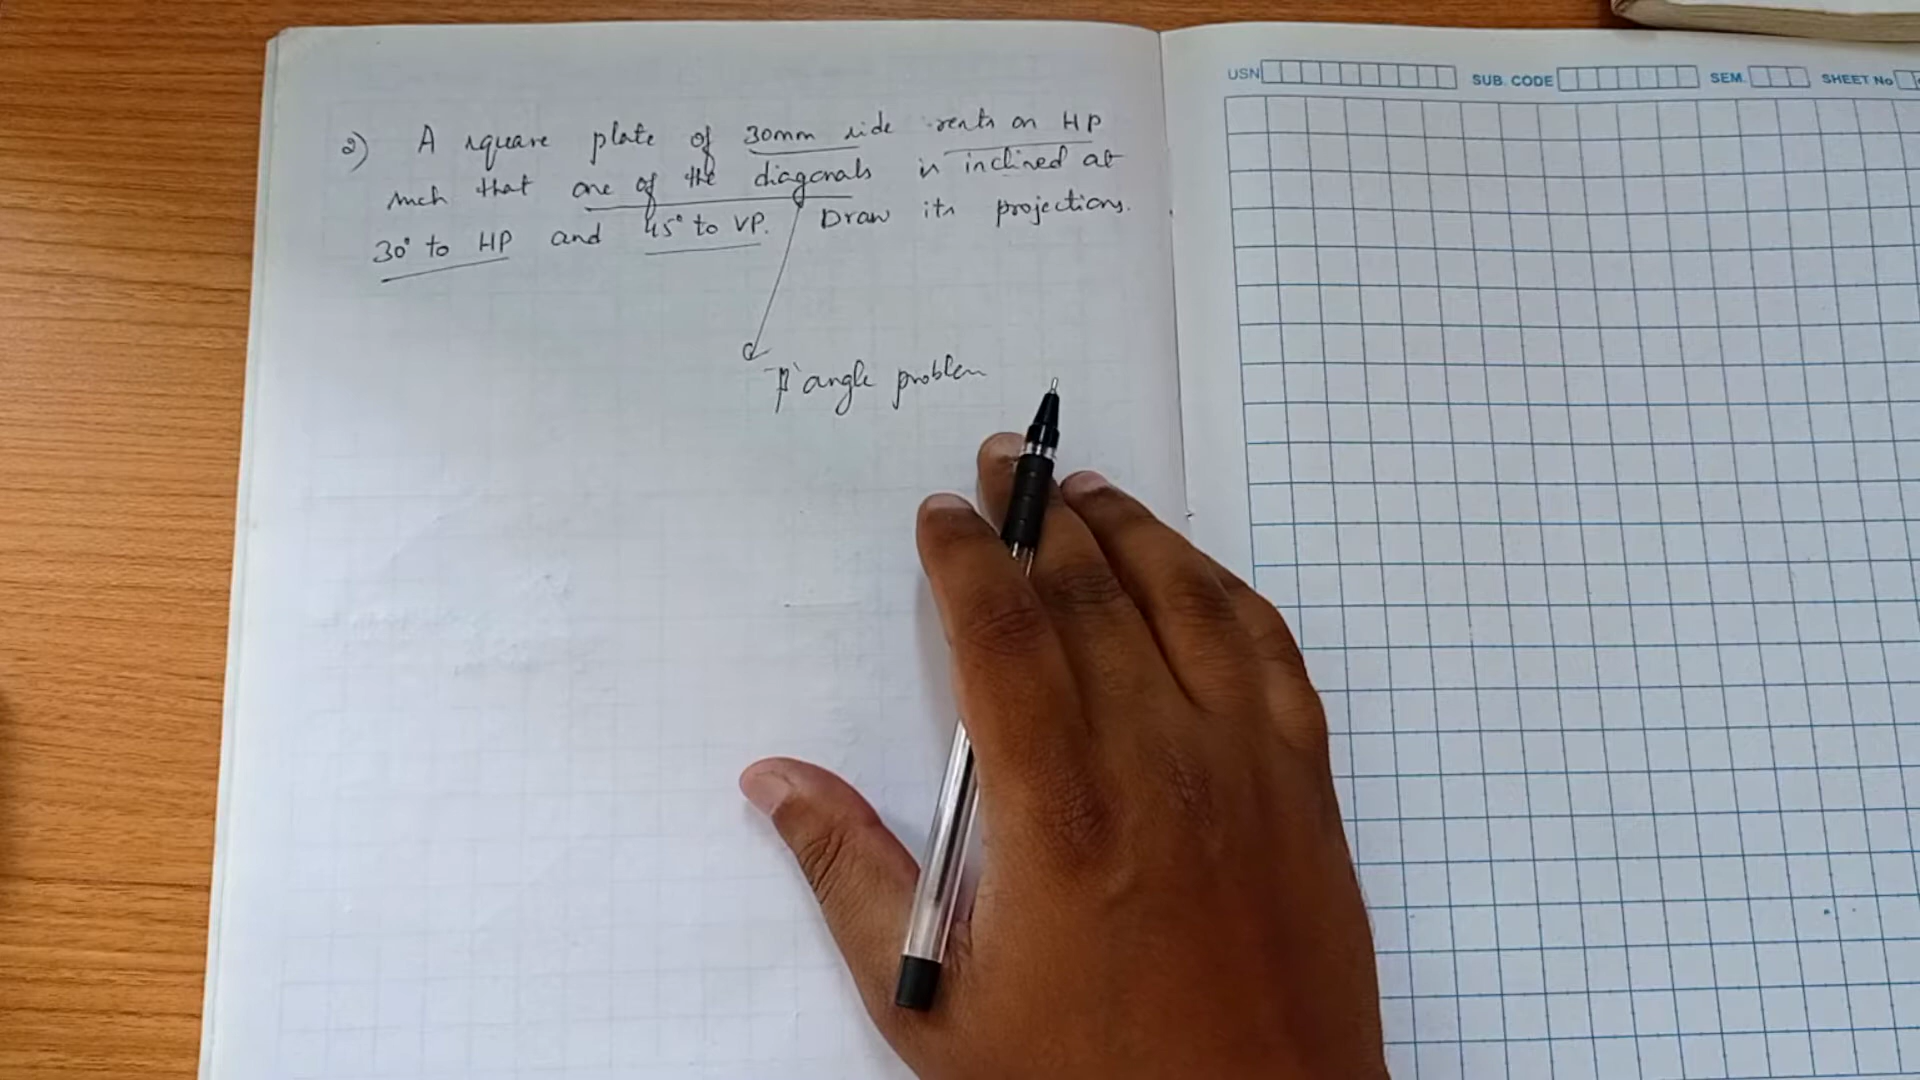 2) A square plate of 30mm side rests on HP
such that one of the diagonals is inclined at
30° to HP and 45° to VP. Draw its projections.
'β' angle problem
USN SUB. CODE SEM. SHEET No